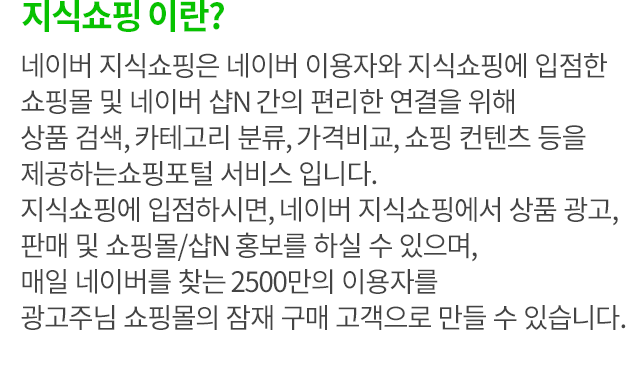 지식쇼핑 이란?
네이버 지식쇼핑은 네이버 이용자와 지식쇼핑에 입점한
쇼핑몰 및 네이버 샵N 간의 편리한 연결을 위해
상품 검색, 카테고리 분류, 가격비교, 쇼핑 컨텐츠 등을
제공하는쇼핑포털 서비스 입니다.
지식쇼핑에 입점하시면, 네이버 지식쇼핑에서 상품 광고,
판매 및 쇼핑몰/샵N 홍보를 하실 수 있으며,
매일 네이버를 찾는 2500만의 이용자를
광고주님 쇼핑몰의 잠재 구매 고객으로 만들 수 있습니다.